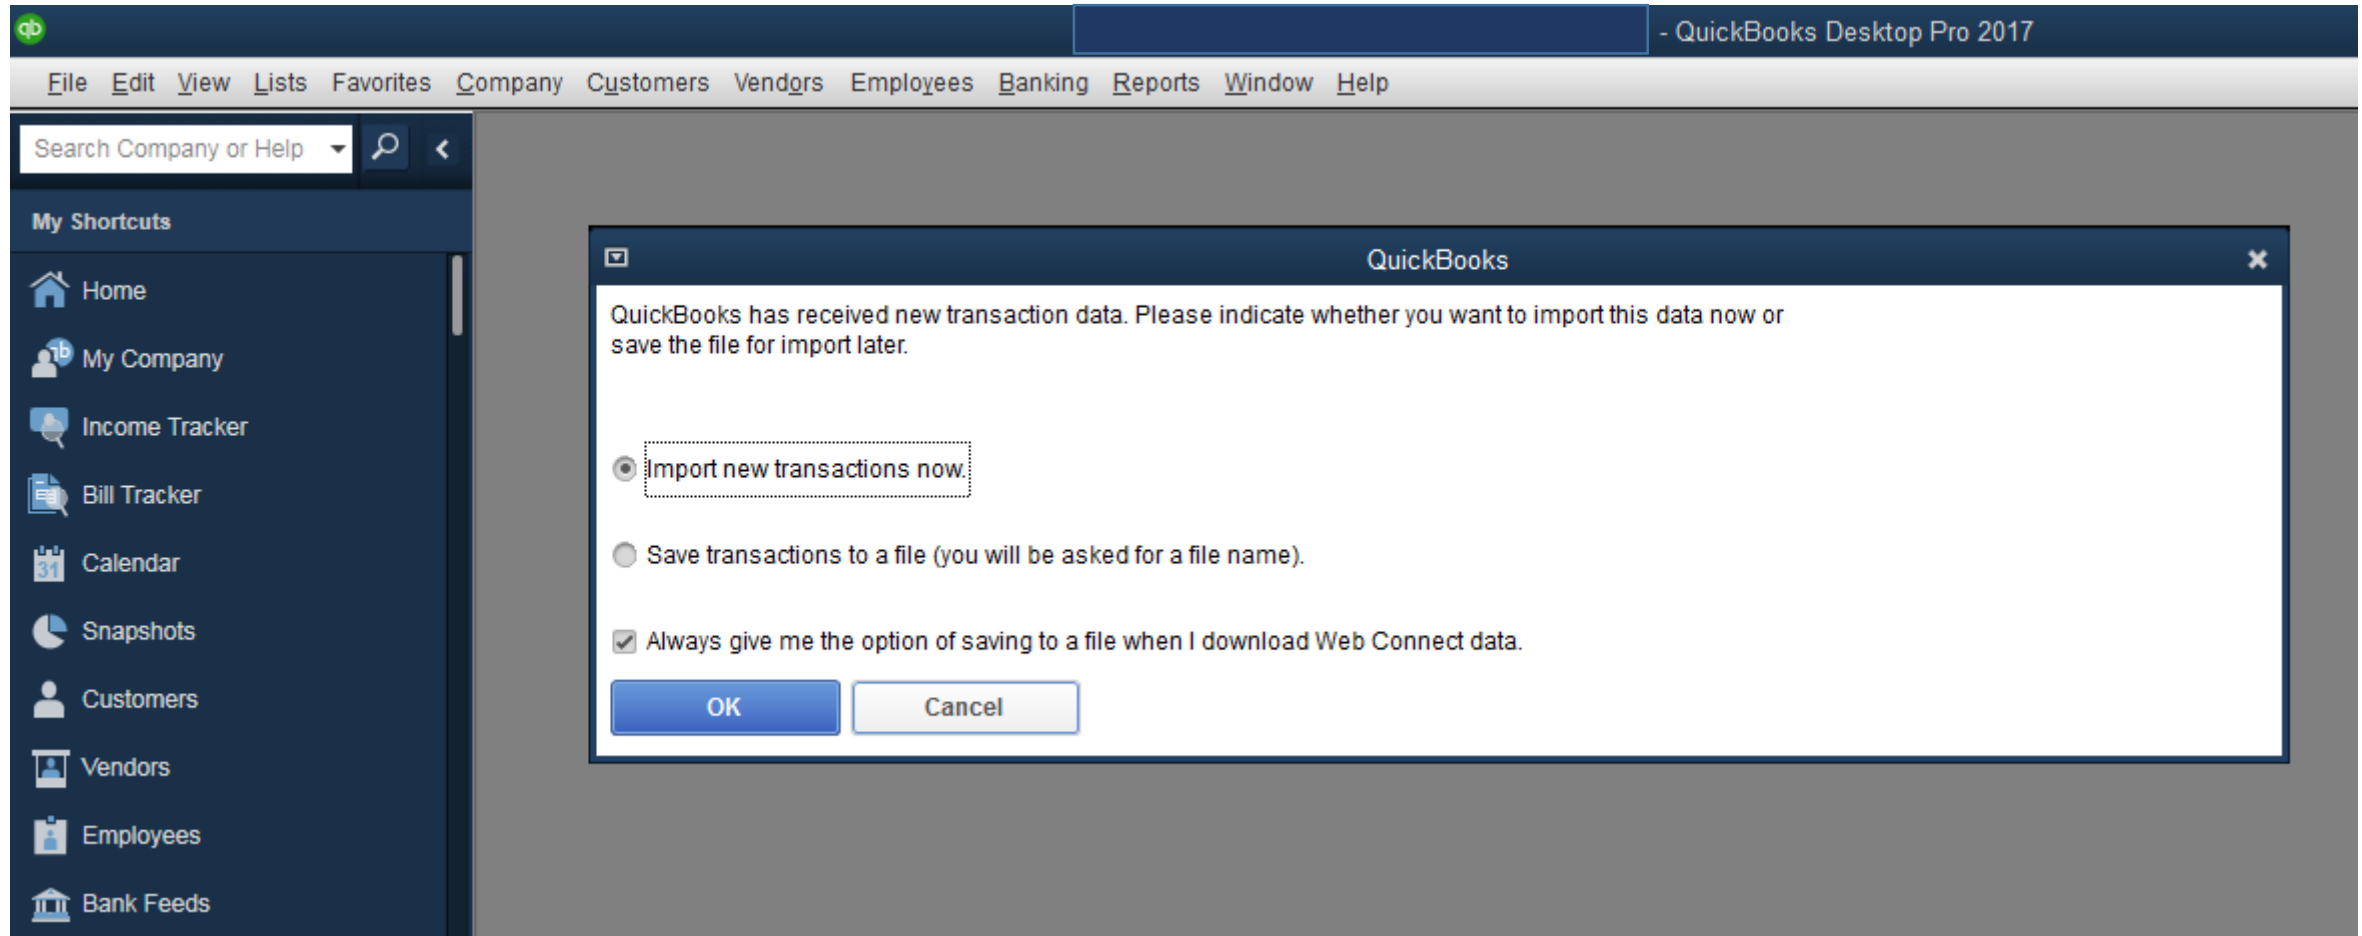 qb
- QuickBooks Desktop Pro 2017
File Edit View Lists Favorites Company Customers Vendors Employees Banking Reports Window Help
Search Company or Help
My Shortcuts
Home
My Company
Income Tracker
Bill Tracker
31 Calendar
Snapshots
Customers
Vendors
Employees
Bank Feeds
QuickBooks
QuickBooks has received new transaction data. Please indicate whether you want to import this data now or
save the file for import later.
Import new transactions now.
Save transactions to a file (you will be asked for a file name).
Always give me the option of saving to a file when I download Web Connect data.
OK Cancel